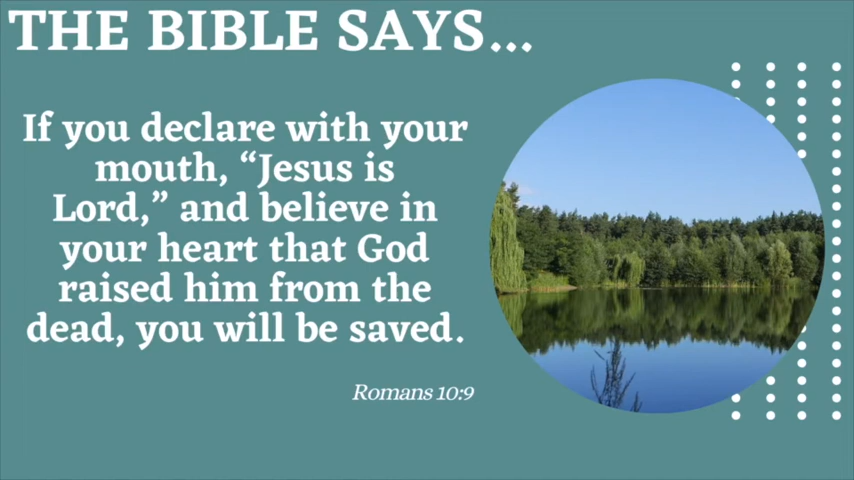 THE BIBLE SAYS...
If you declare with your
mouth, “Jesus is
Lord,” and believe in
your heart that God
raised him from the
dead, you will be saved.
Romans 10:9